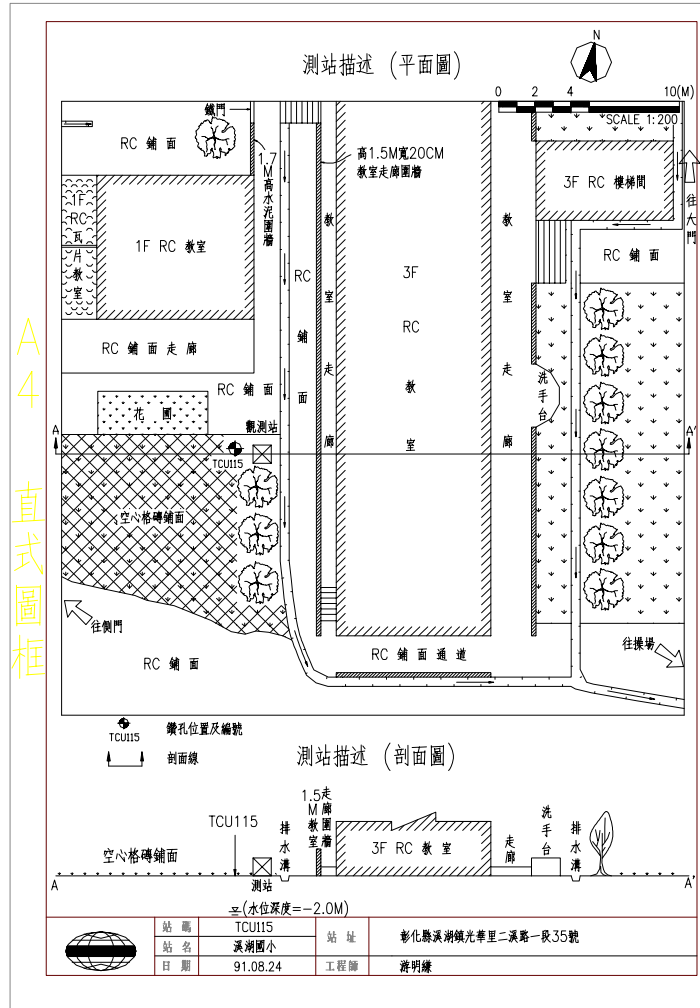 測站描述 (平面圖)
N
0 2 4 10(M)
SCALE 1:200
鐵門
RC 鋪面
1.7M高水泥圍牆
高1.5M寬20CM
教室走廊圍牆
3F RC 樓梯間
往大門
1F RC 瓦片教室
1F RC 教室
RC 鋪面
教室走廊
3F RC 教室
教室走廊
RC 鋪面
RC 鋪面走廊
RC 鋪面
花圃
洗手台
觀測站
A
A'
TCU115
空心格磚鋪面
往側門
RC 鋪面
RC 鋪面通道
往操場
A4 直式圖框
TCU115
鑽孔位置及編號
剖面線
測站描述 (剖面圖)
TCU115
空心格磚鋪面
排水溝
1.5M教室走廊圍牆
3F RC 教室
走廊
洗手台
排水溝
A
測站
A'
(水位深度=-2.0M)
站碼 TCU115
站名 溪湖國小
站址 彰化縣溪湖鎮光華里二溪路一段35號
日期 91.08.24
工程師 游明縑